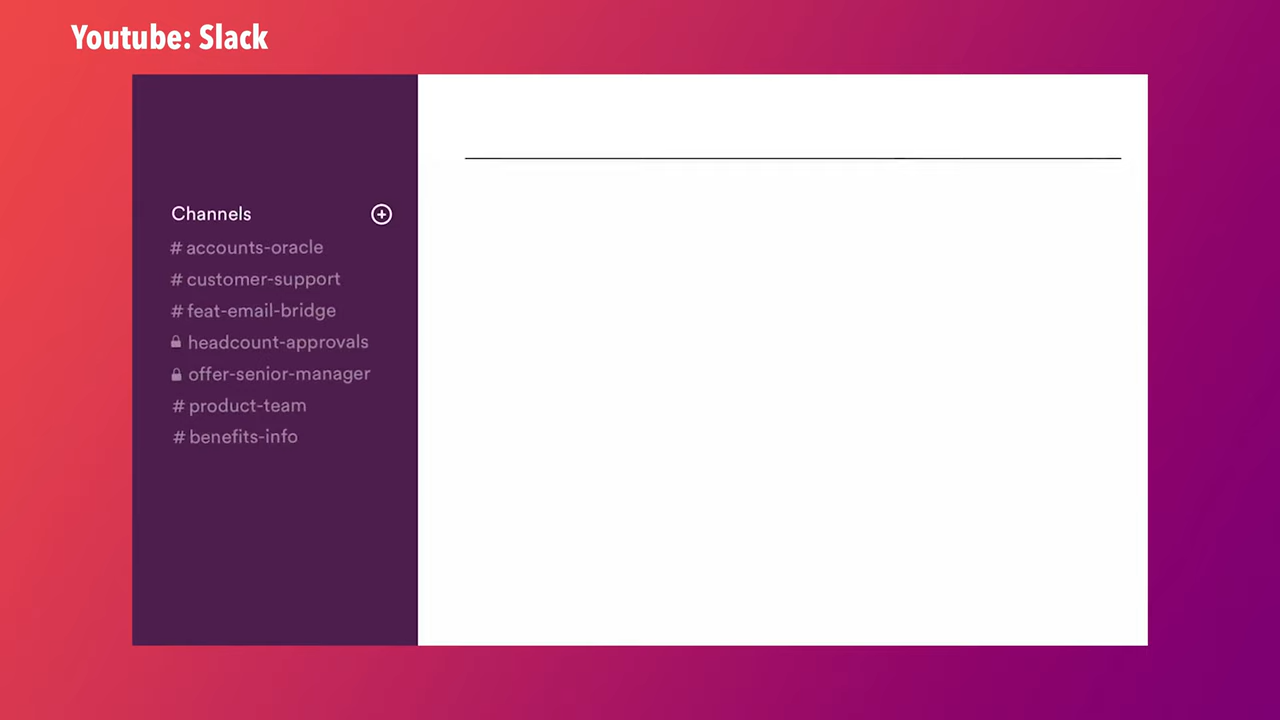 Youtube: Slack
Channels
# accounts-oracle
# customer-support
# feat-email-bridge
headcount-approvals
offer-senior-manager
# product-team
# benefits-info